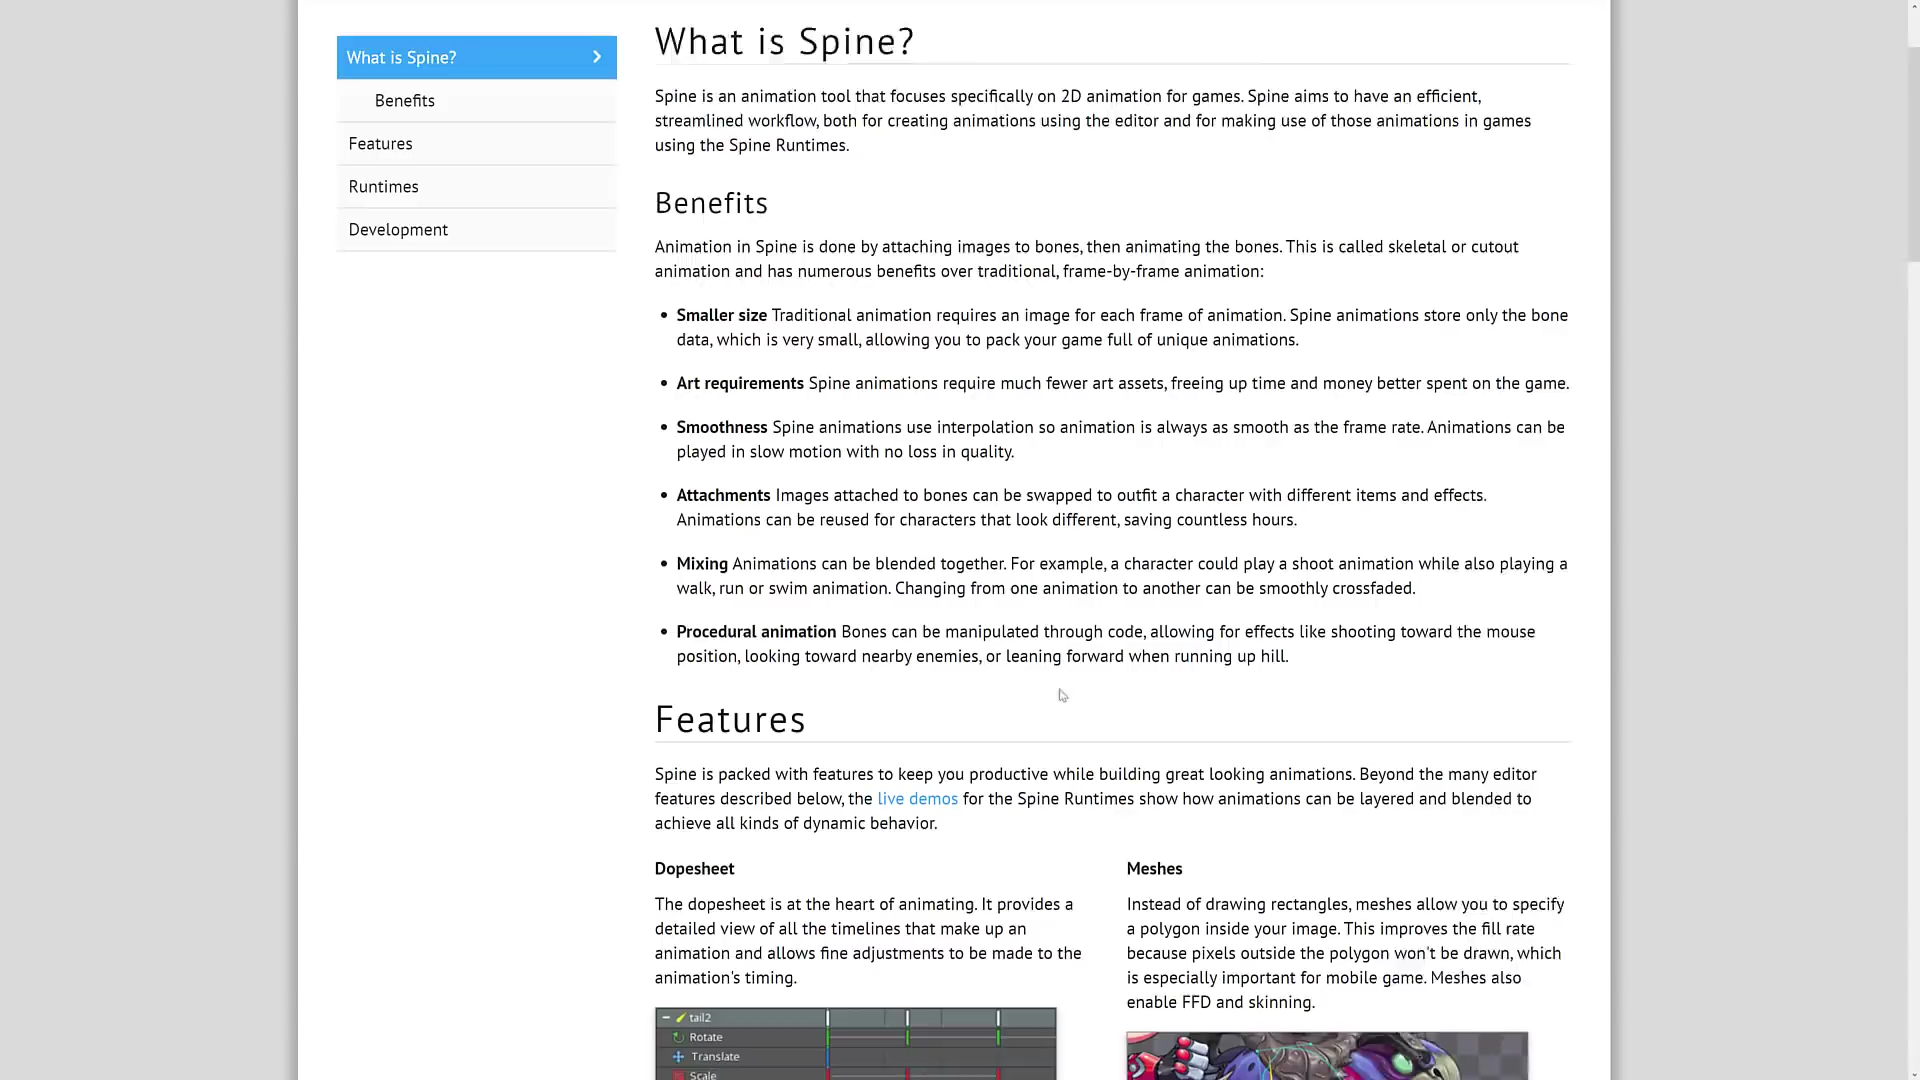 What is Spine?
Benefits
Features
Runtimes
Development
What is Spine?
Spine is an animation tool that focuses specifically on 2D animation for games. Spine aims to have an efficient,
streamlined workflow, both for creating animations using the editor and for making use of those animations in games
using the Spine Runtimes.
Benefits
Animation in Spine is done by attaching images to bones, then animating the bones. This is called skeletal or cutout
animation and has numerous benefits over traditional, frame-by-frame animation:
• Smaller size Traditional animation requires an image for each frame of animation. Spine animations store only the bone
data, which is very small, allowing you to pack your game full of unique animations.
• Art requirements Spine animations require much fewer art assets, freeing up time and money better spent on the game.
• Smoothness Spine animations use interpolation so animation is always as smooth as the frame rate. Animations can be
played in slow motion with no loss in quality.
• Attachments Images attached to bones can be swapped to outfit a character with different items and effects.
Animations can be reused for characters that look different, saving countless hours.
• Mixing Animations can be blended together. For example, a character could play a shoot animation while also playing a
walk, run or swim animation. Changing from one animation to another can be smoothly crossfaded.
• Procedural animation Bones can be manipulated through code, allowing for effects like shooting toward the mouse
position, looking toward nearby enemies, or leaning forward when running up hill.
Features
Spine is packed with features to keep you productive while building great looking animations. Beyond the many editor
features described below, the live demos for the Spine Runtimes show how animations can be layered and blended to
achieve all kinds of dynamic behavior.
Dopesheet
The dopesheet is at the heart of animating. It provides a
detailed view of all the timelines that make up an
animation and allows fine adjustments to be made to the
animation's timing.
tail2
Rotate
Translate
Scale
Meshes
Instead of drawing rectangles, meshes allow you to specify
a polygon inside your image. This improves the fill rate
because pixels outside the polygon won't be drawn, which
is especially important for mobile game. Meshes also
enable FFD and skinning.